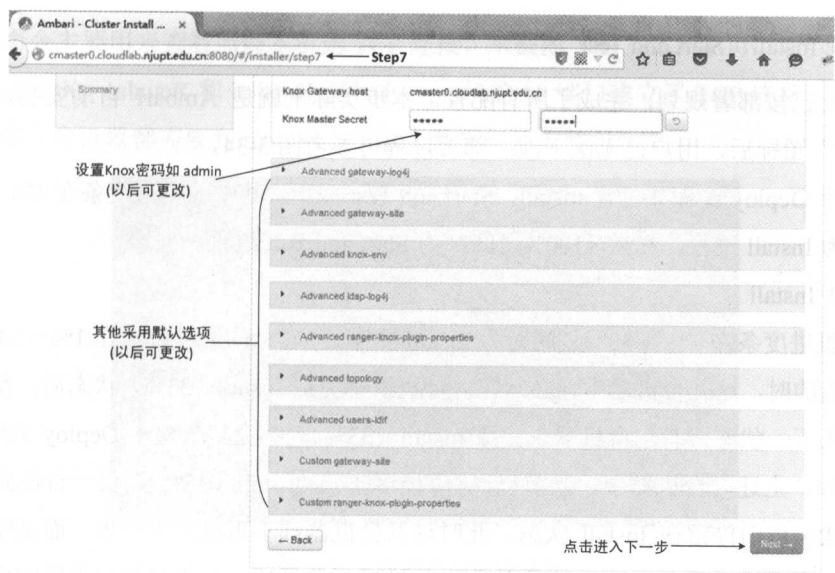 Ambari - Cluster Install ... ×
cmaster0.cloudlab.njupt.edu.cn:8080/#/installer/step7
Step7
Summary
Knox Gateway host cmaster0.cloudlab.njupt.edu.cn
Knox Master Secret ●●●●● ●●●●●
设置Knox密码如 admin
(以后可更改)
Advanced gateway-log4j
Advanced gateway-site
Advanced knox-env
Advanced ldap-log4j
其他采用默认选项
(以后可更改)
Advanced ranger-knox-plugin-properties
Advanced topology
Advanced users-ldif
Custom gateway-site
Custom ranger-knox-plugin-properties
← Back
点击进入下一步
Next →